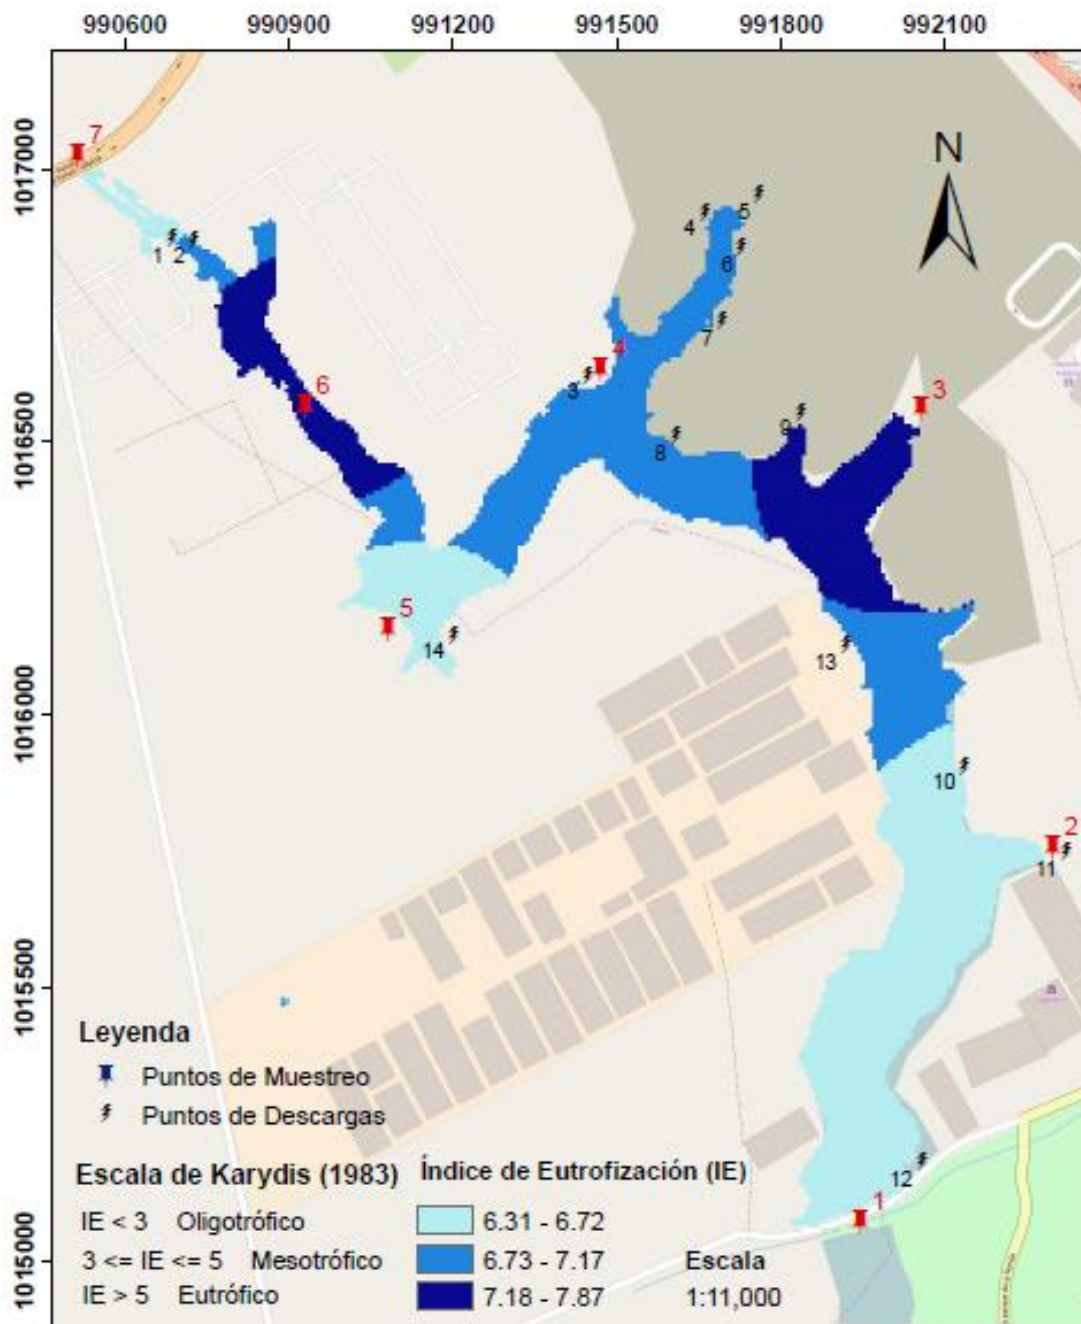 990600 990900 991200 991500 991800 992100
1017000
1016500
1016000
1015500
1015000
N
7
1 2
4 5
6
7
3 4
6
3
8
9
5
14
13
10
2
11
12
1
Leyenda
Puntos de Muestreo
Puntos de Descargas
Escala de Karydis (1983)
IE < 3 Oligotrófico
3 <= IE <= 5 Mesotrófico
IE > 5 Eutrófico
Índice de Eutrofización (IE)
6.31 - 6.72
6.73 - 7.17
7.18 - 7.87
Escala
1:11,000